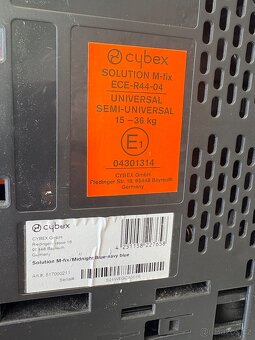 cybex
SOLUTION M-fix
ECE-R44-04
UNIVERSAL
SEMI-UNIVERSAL
15 – 36 kg
E1
04301314
CYBEX GmbH
Riedinger Str. 18, 95448 Bayreuth
Germany
cybex
CYBEX GmbH
Germany
Solution M-fix/Midnight Blue-navy blue
Serial#